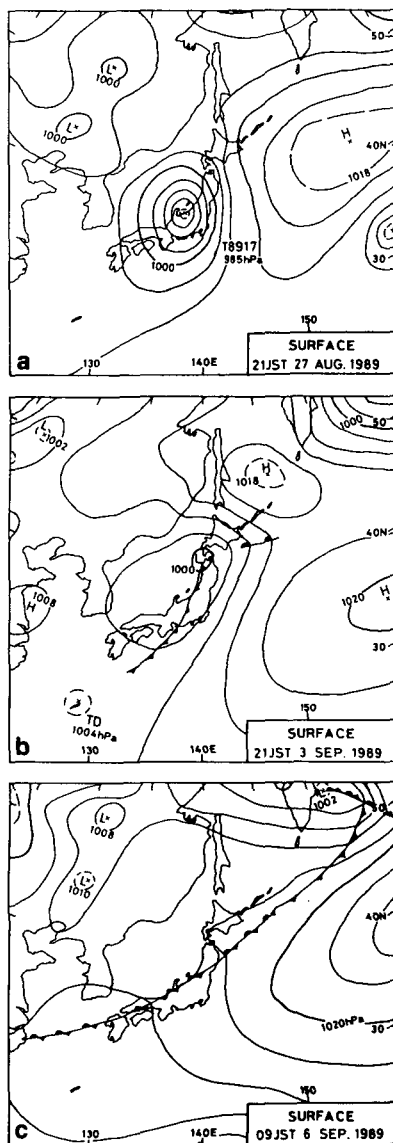 50
L×
1000
L×
1000
H
×
40N
1018
30
T8917
985hPa
1000
150
130
140E
a
SURFACE
21JST 27 AUG. 1989
L×
1002
1000
50
H
×
1018
40N
1000
1008
H
1020
H
×
30
TD
1004hPa
150
130
140E
b
SURFACE
21JST 3 SEP. 1989
L×
1002
50
L×
1008
L×
1010
40N
1020hPa
30
150
130
140E
c
SURFACE
09JST 6 SEP. 1989